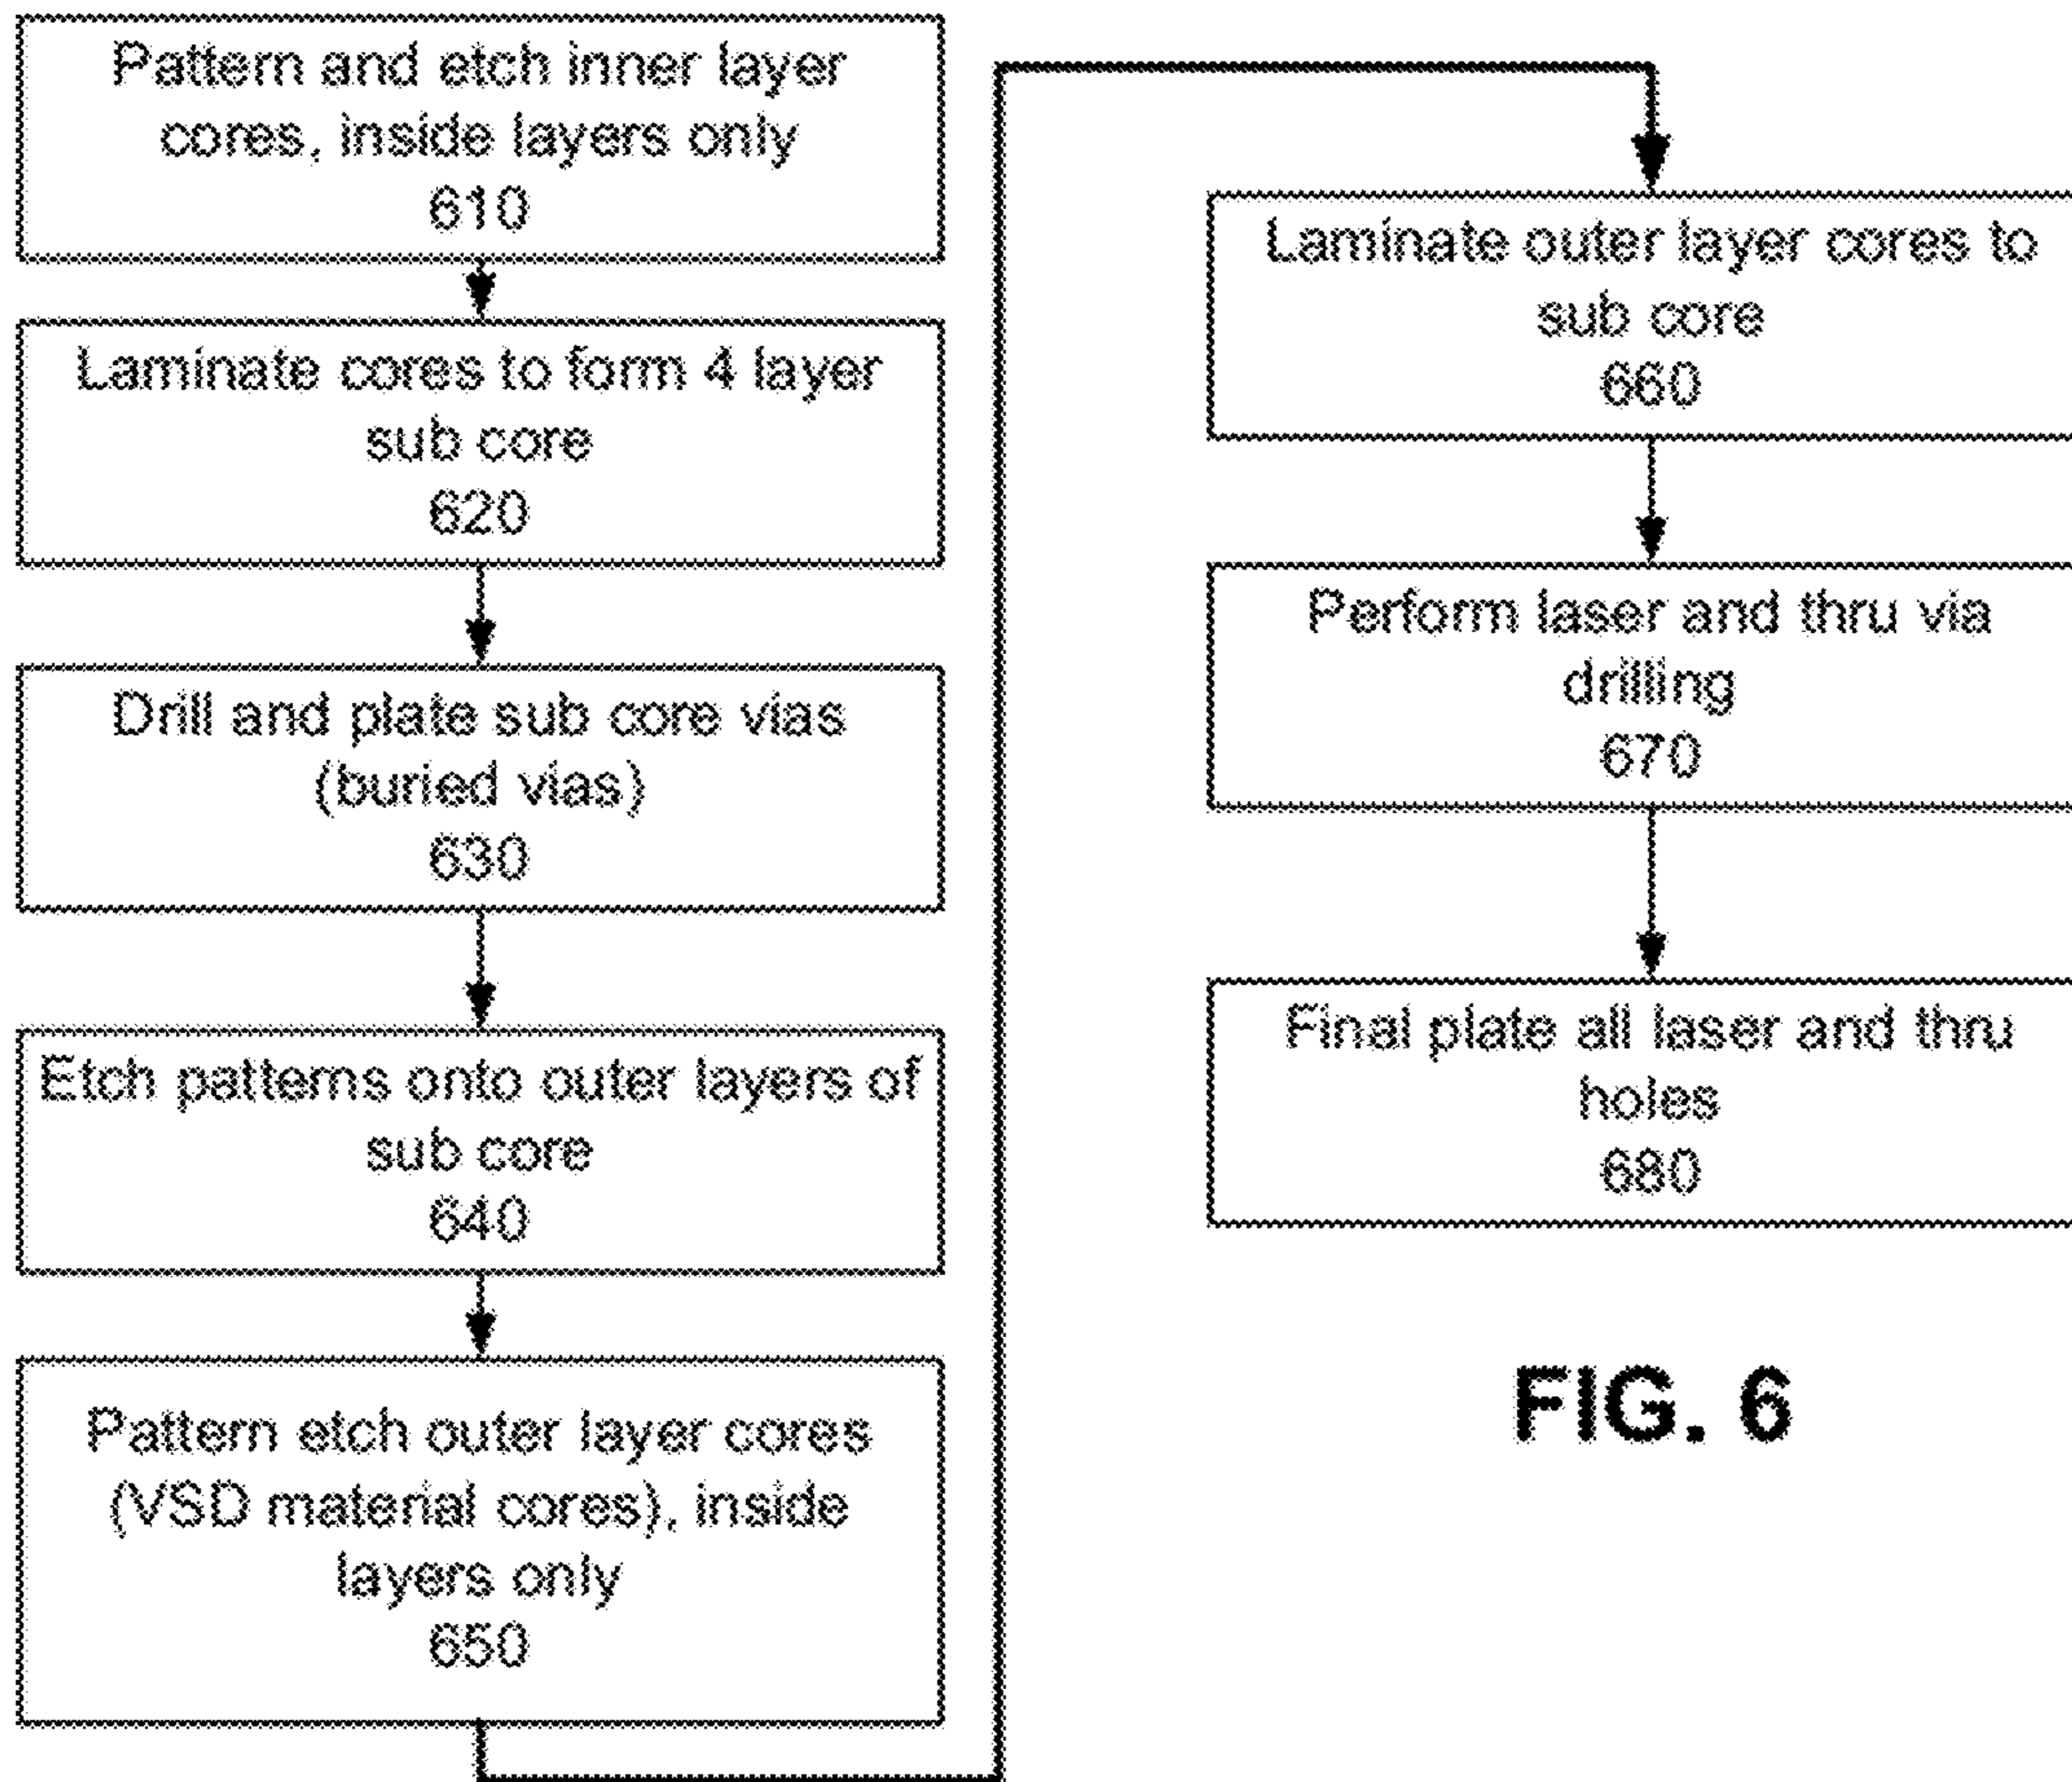 Pattern and etch inner layer
cores, inside layers only
610
Laminate cores to form 4 layer
sub core
620
Drill and plate sub core vias
(buried vias)
630
Etch patterns onto outer layers of
sub core
640
Pattern etch outer layer cores
(VSD material cores), inside
layers only
650
Laminate outer layer cores to
sub core
660
Perform laser and thru via
drilling
670
Final plate all laser and thru
holes
680
FIG. 6